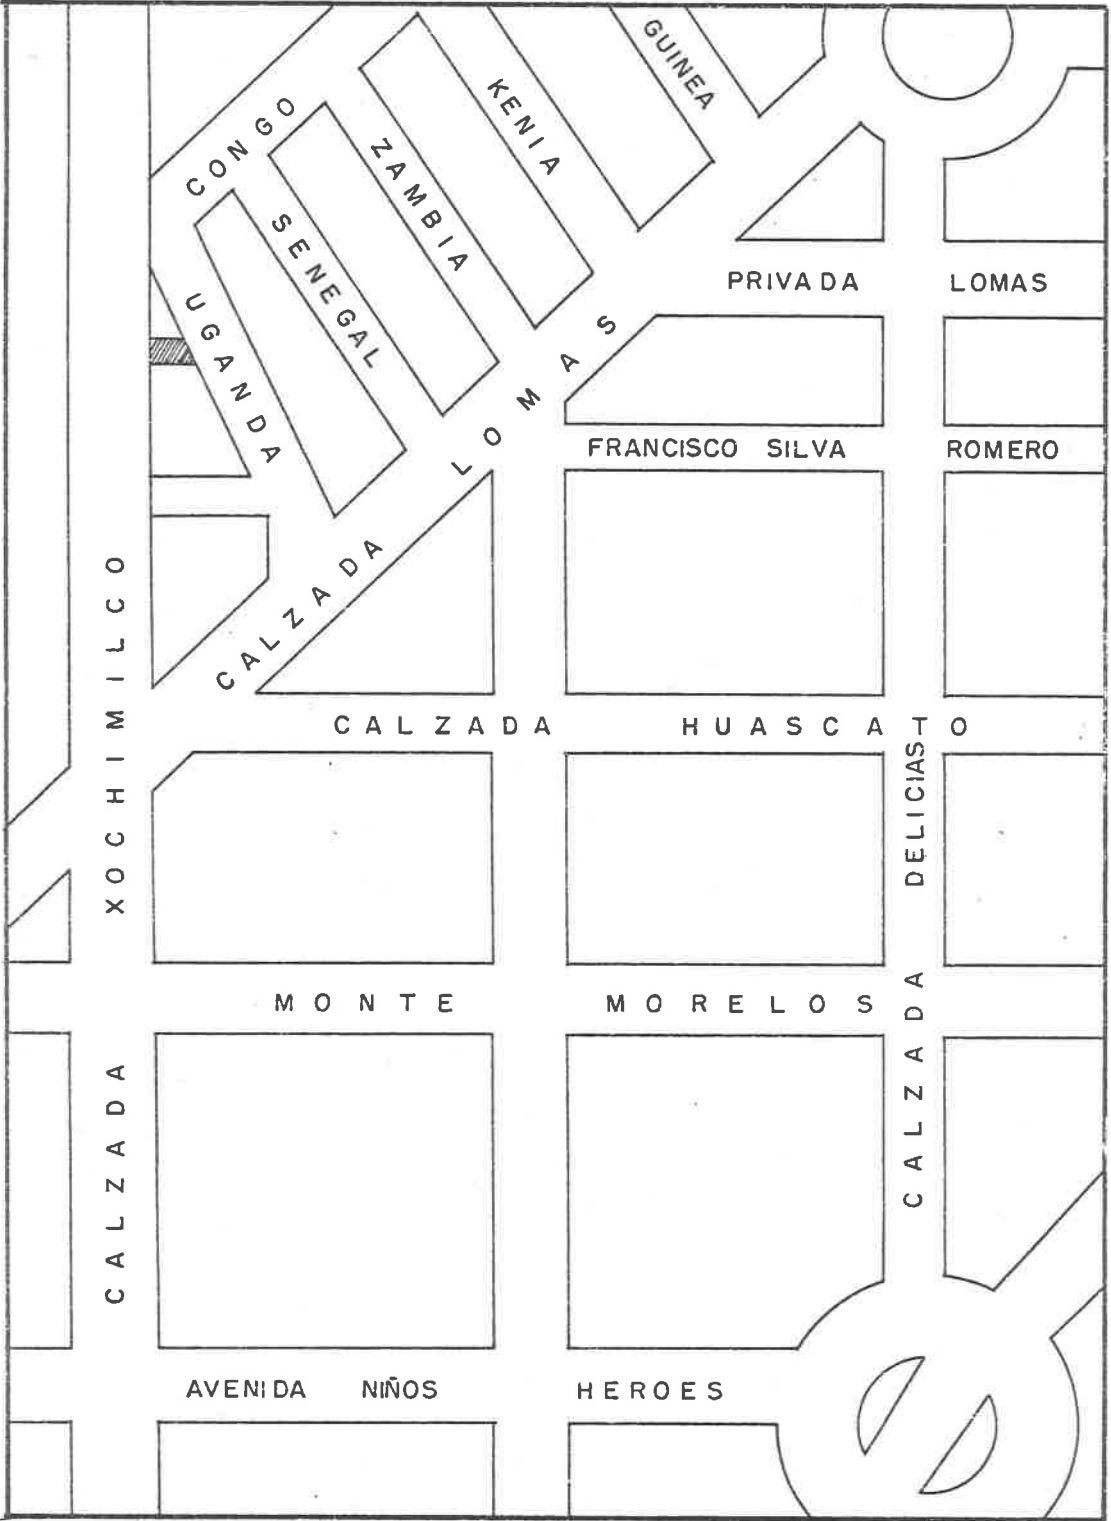 GUINEA
KENIA
CONGO
ZAMBIA
SENEGAL
UGANDA
PRIVADA LOMAS
CALZADA LOMAS
FRANCISCO SILVA ROMERO
CALZADA XOCHIMILCO
CALZADA HUASCATO
CALZADA DELICIAS
MONTE MORELOS
AVENIDA NIÑOS HEROES